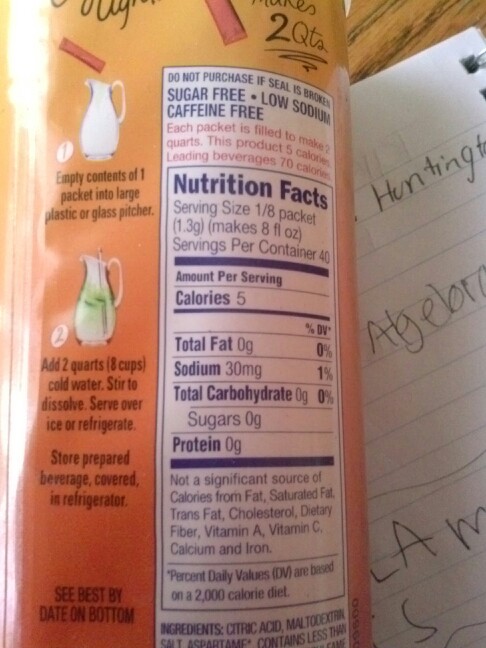 makes
2 Qts
DO NOT PURCHASE IF SEAL IS BROKEN
SUGAR FREE • LOW SODIUM
CAFFEINE FREE
Each packet is filled to make 2
quarts. This product 5 calories.
Leading beverages 70 calories.
1
Empty contents of 1
packet into large
plastic or glass pitcher.
2
Add 2 quarts (8 cups)
cold water. Stir to
dissolve. Serve over
ice or refrigerate.
Store prepared
beverage, covered,
in refrigerator.
SEE BEST BY
DATE ON BOTTOM
Nutrition Facts
Serving Size 1/8 packet
(1.3g) (makes 8 fl oz)
Servings Per Container 40
Amount Per Serving
Calories 5
% DV*
Total Fat 0g 0%
Sodium 30mg 1%
Total Carbohydrate 0g 0%
Sugars 0g
Protein 0g
Not a significant source of
Calories from Fat, Saturated Fat,
Trans Fat, Cholesterol, Dietary
Fiber, Vitamin A, Vitamin C,
Calcium and Iron.
*Percent Daily Values (DV) are based
on a 2,000 calorie diet.
INGREDIENTS: CITRIC ACID, MALTODEXTRIN,
SALT, ASPARTAME*, CONTAINS LESS THAN
Huntingt
Algebra